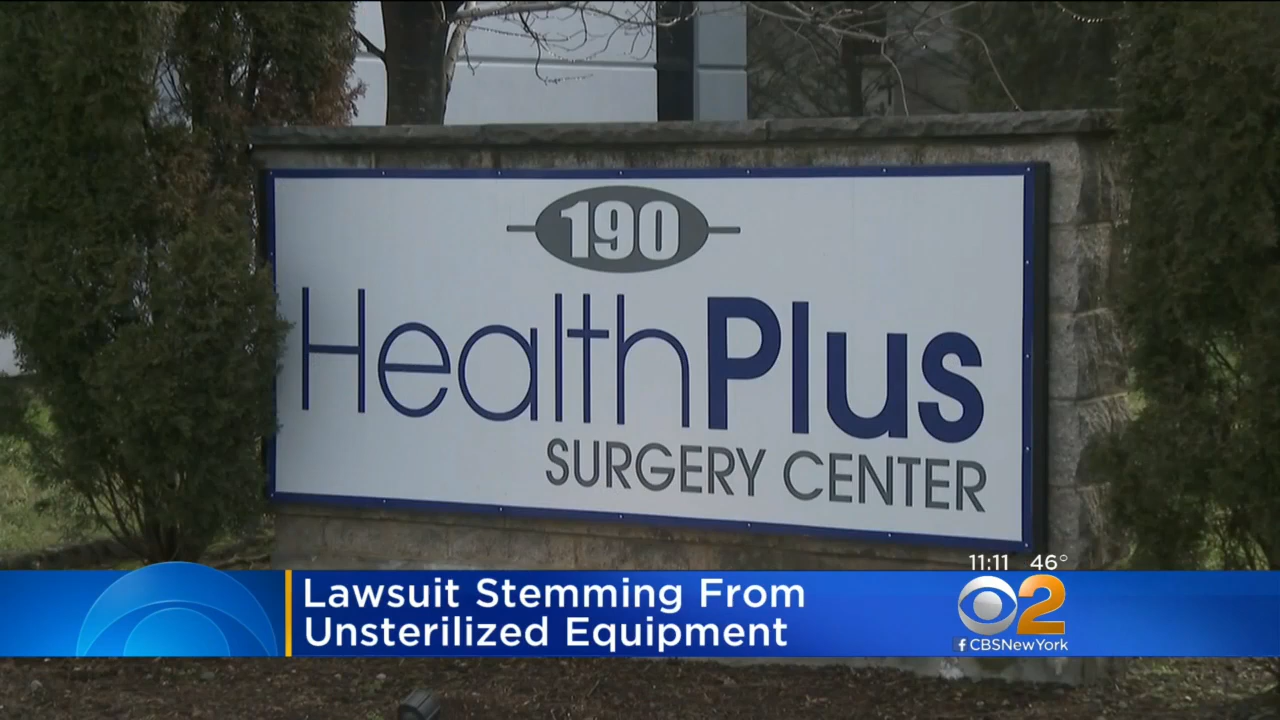 190
HealthPlus
SURGERY CENTER
11:11 46°
Lawsuit Stemming From
Unsterilized Equipment
2
f CBSNewYork